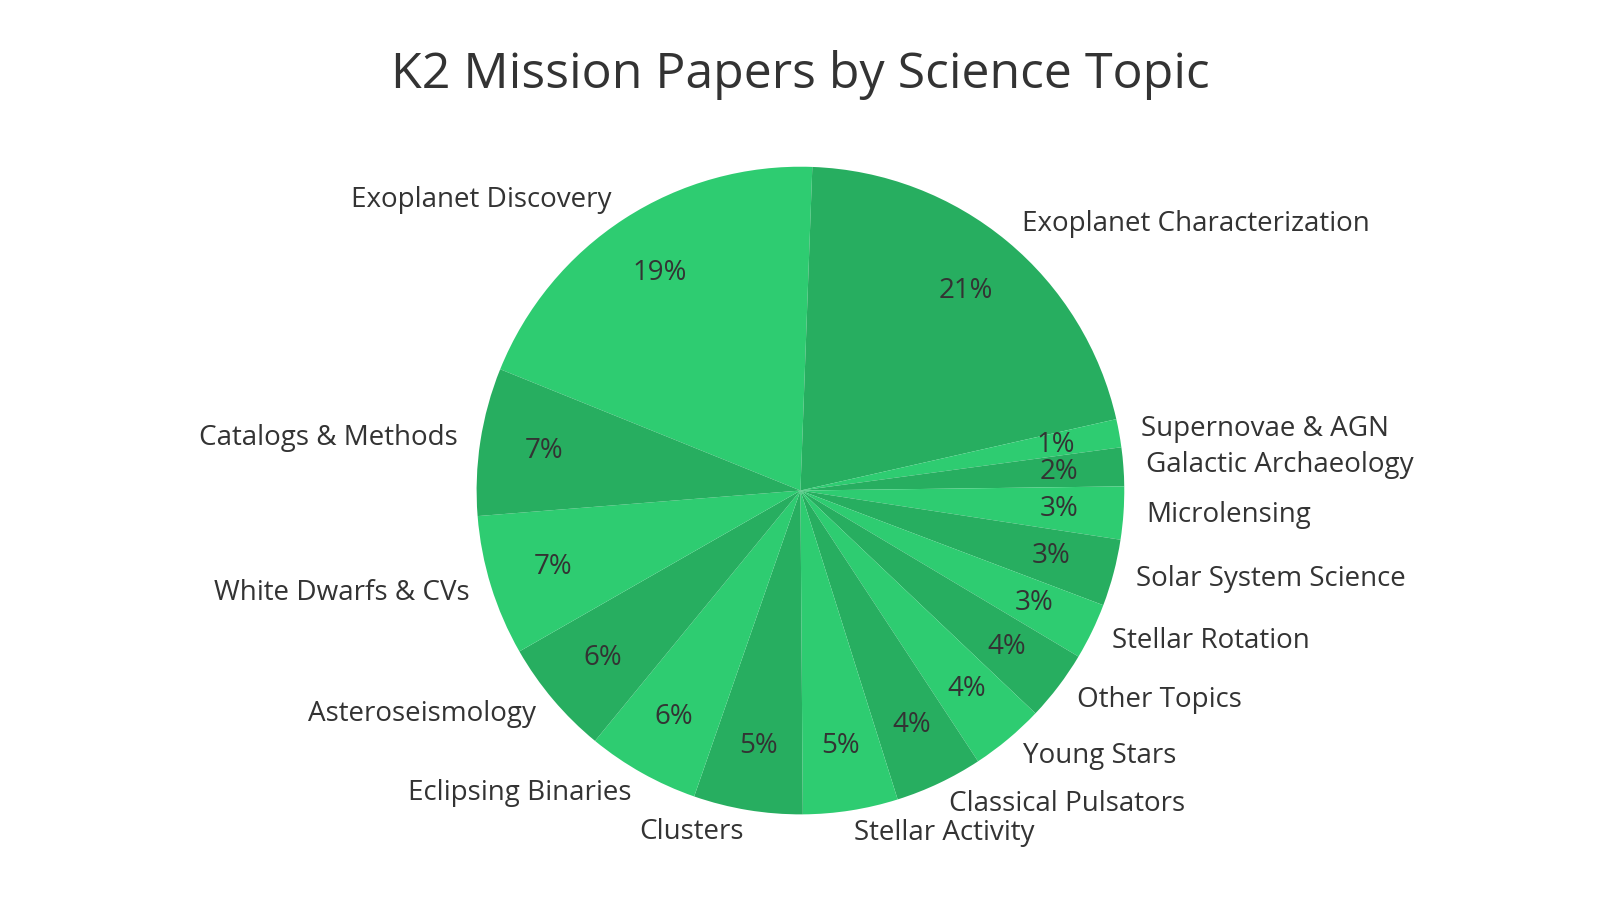 K2 Mission Papers by Science Topic
Exoplanet Discovery
19%
Exoplanet Characterization
21%
Supernovae & AGN
1%
Galactic Archaeology
2%
Microlensing
3%
Solar System Science
3%
Stellar Rotation
3%
Other Topics
4%
Young Stars
4%
Classical Pulsators
4%
Stellar Activity
5%
Clusters
5%
Eclipsing Binaries
6%
Asteroseismology
6%
White Dwarfs & CVs
7%
Catalogs & Methods
7%